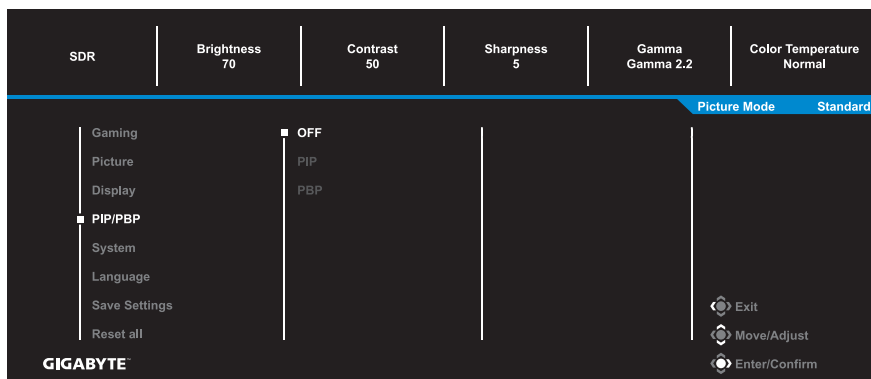 SDR
Brightness
70
Contrast
50
Sharpness
5
Gamma
Gamma 2.2
Color Temperature
Normal
Picture Mode Standard
Gaming
Picture
Display
PIP/PBP
System
Language
Save Settings
Reset all
OFF
PIP
PBP
Exit
Move/Adjust
Enter/Confirm
GIGABYTE™